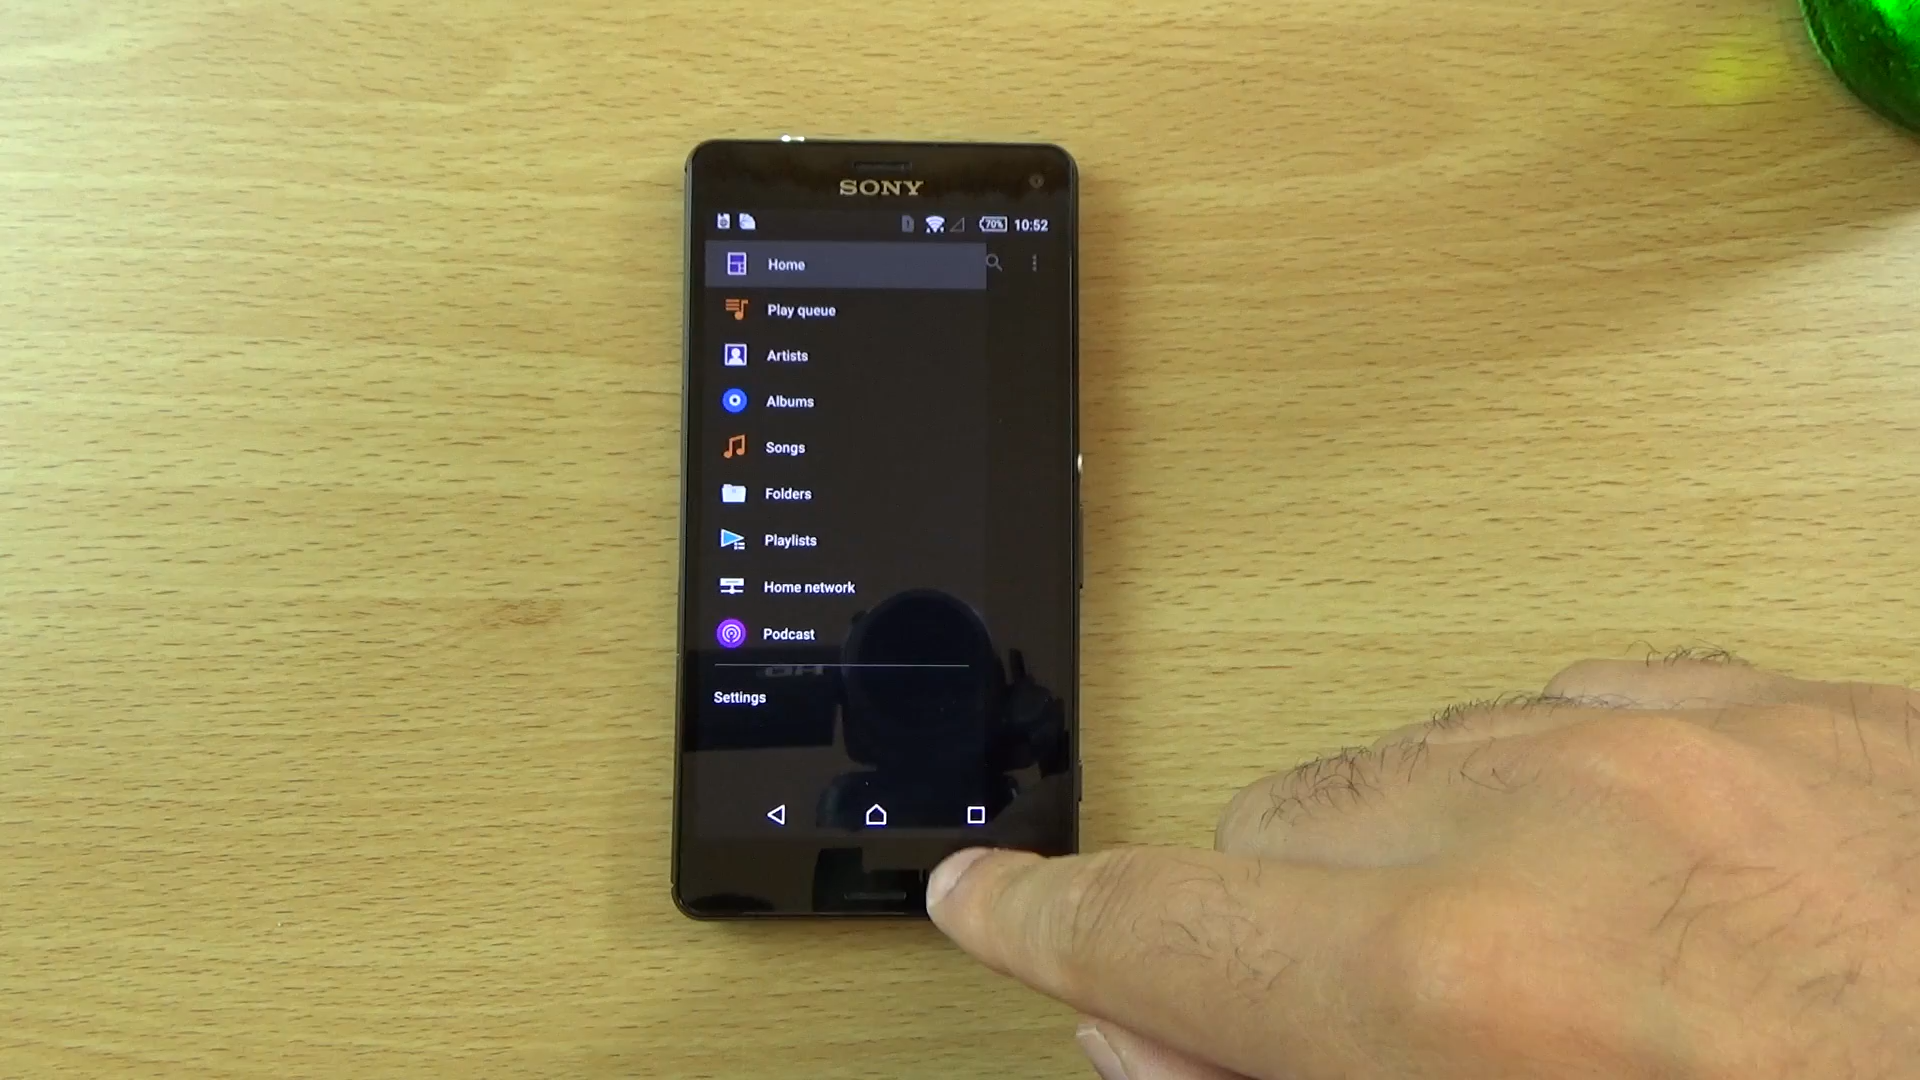 SONY
70% 10:52
Home
Play queue
Artists
Albums
Songs
Folders
Playlists
Home network
Podcast
Settings